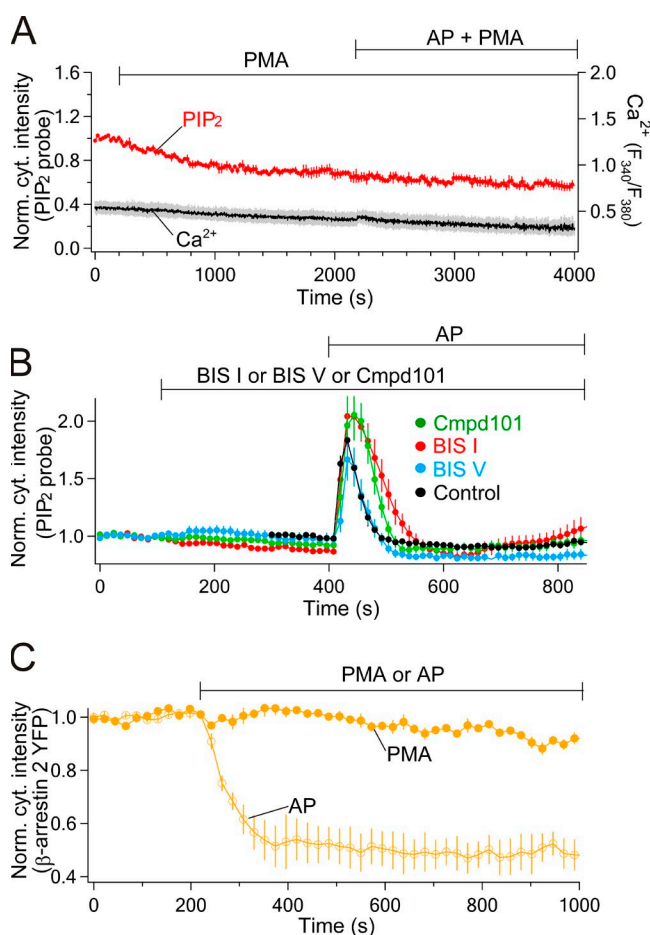 A
AP + PMA
PMA
1.6
1.2
0.8
0.4
0.0
Norm. cyt. intensity
(PIP2 probe)
PIP2
Ca2+
2.0
1.5
1.0
0.5
Ca2+ (F340/F380)
0 1000 2000 3000 4000
Time (s)
B
AP
BIS I or BIS V or Cmpd101
2.0
1.5
1.0
Norm. cyt. intensity
(PIP2 probe)
Cmpd101
BIS I
BIS V
Control
0 200 400 600 800
Time (s)
C
PMA or AP
1.0
0.8
0.6
0.4
Norm. cyt. intensity
(β-arrestin 2 YFP)
PMA
AP
0 200 400 600 800 1000
Time (s)